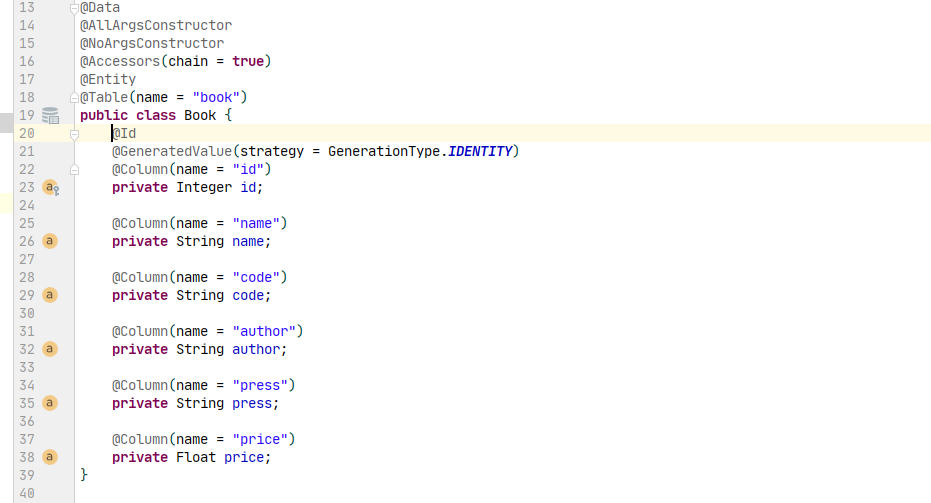 13 @Data
14 @AllArgsConstructor
15 @NoArgsConstructor
16 @Accessors(chain = true)
17 @Entity
18 @Table(name = "book")
19 public class Book {
20     @Id
21     @GeneratedValue(strategy = GenerationType.IDENTITY)
22     @Column(name = "id")
23 a     private Integer id;
24
25     @Column(name = "name")
26 a     private String name;
27
28     @Column(name = "code")
29 a     private String code;
30
31     @Column(name = "author")
32 a     private String author;
33
34     @Column(name = "press")
35 a     private String press;
36
37     @Column(name = "price")
38 a     private Float price;
39 }
40